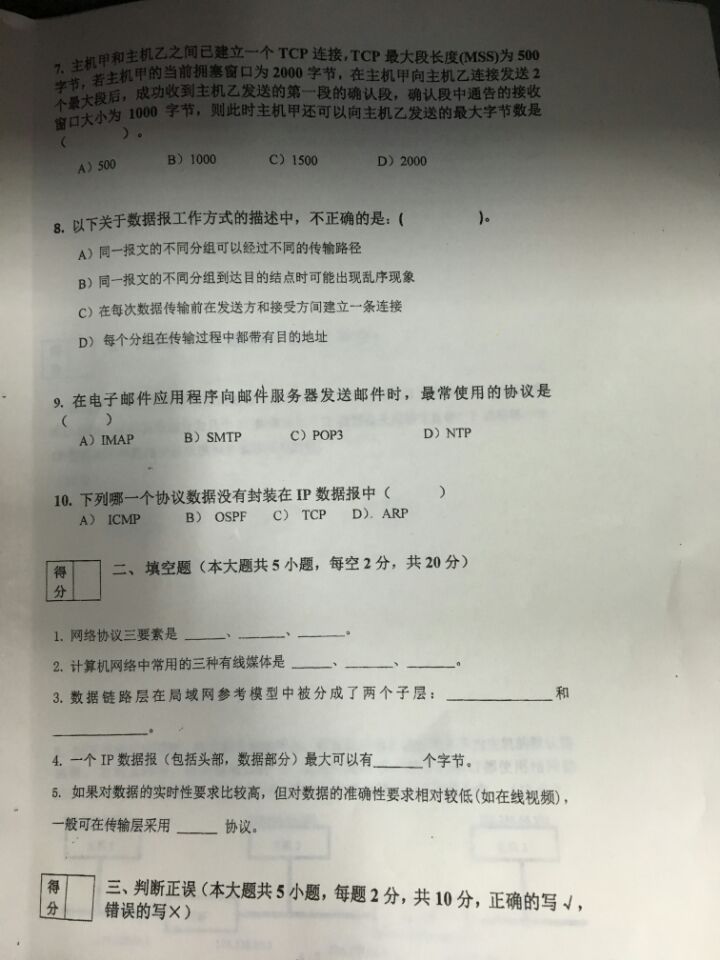 7. 主机甲和主机乙之间已建立一个 TCP 连接，TCP 最大段长度(MSS)为 500
字节，若主机甲的当前拥塞窗口为 2000 字节，在主机甲向主机乙连接发送 2
个最大段后，成功收到主机乙发送的第一段的确认段，确认段中通告的接收
窗口大小为 1000 字节，则此时主机甲还可以向主机乙发送的最大字节数是
（ ）。
A）500 B）1000 C）1500 D）2000
8. 以下关于数据报工作方式的描述中，不正确的是：( )。
A）同一报文的不同分组可以经过不同的传输路径
B）同一报文的不同分组到达目的结点时可能出现乱序现象
C）在每次数据传输前在发送方和接受方间建立一条连接
D） 每个分组在传输过程中都带有目的地址
9. 在电子邮件应用程序向邮件服务器发送邮件时，最常使用的协议是
（ ）
A）IMAP B）SMTP C）POP3 D）NTP
10. 下列哪一个协议数据没有封装在 IP 数据报中（ ）
A） ICMP B） OSPF C） TCP D）. ARP
得
分
二、 填空题（本大题共 5 小题，每空 2 分，共 20 分）
1. 网络协议三要素是 ______、______、______。
2. 计算机网络中常用的三种有线媒体是 ______、______、______。
3. 数据链路层在局域网参考模型中被分成了两个子层：____________和
____________。
4. 一个 IP 数据报（包括头部，数据部分）最大可以有______个字节。
5. 如果对数据的实时性要求比较高，但对数据的准确性要求相对较低(如在线视频)，
一般可在传输层采用 _____ 协议。
得
分
三、判断正误（本大题共 5 小题，每题 2 分，共 10 分，正确的写√，
错误的写×）